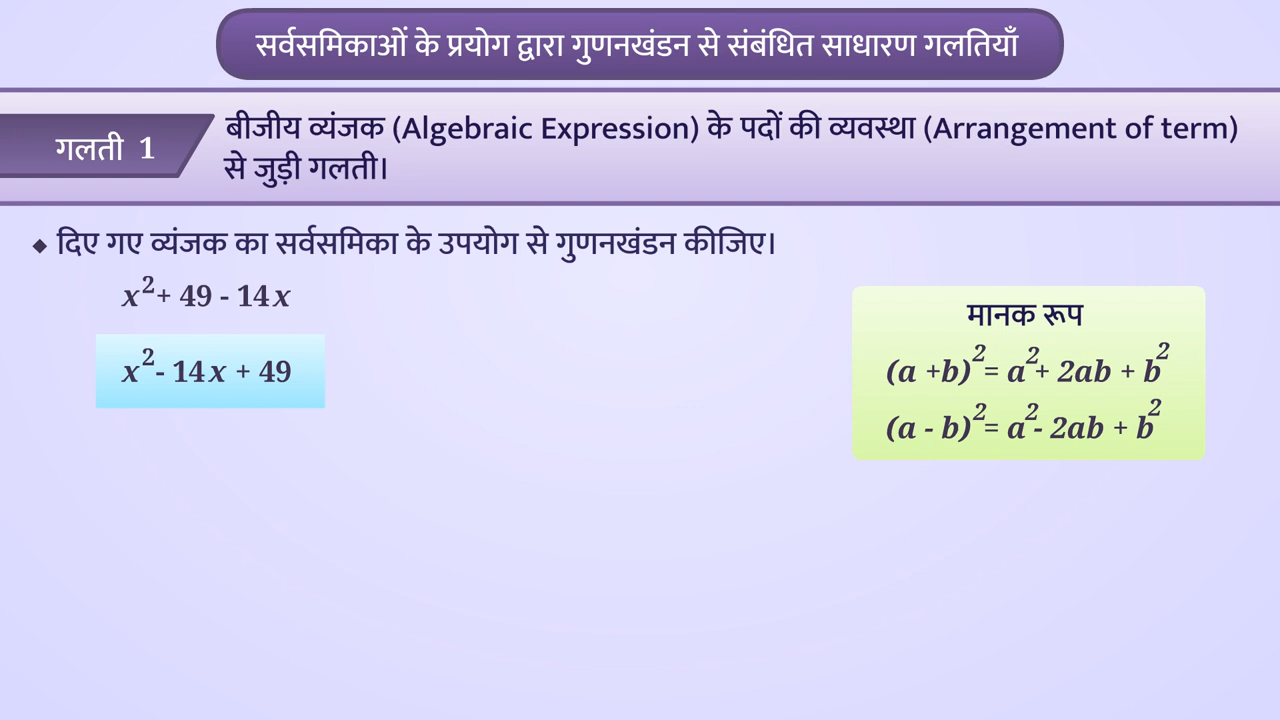 सर्वसमिकाओं के प्रयोग द्वारा गुणनखंडन से संबंधित साधारण गलतियाँ
गलती 1
बीजीय व्यंजक (Algebraic Expression) के पदों की व्यवस्था (Arrangement of term)
से जुड़ी गलती।
◆ दिए गए व्यंजक का सर्वसमिका के उपयोग से गुणनखंडन कीजिए।
x² + 49 - 14x
x² - 14x + 49
मानक रूप
(a + b)² = a² + 2ab + b²
(a - b)² = a² - 2ab + b²